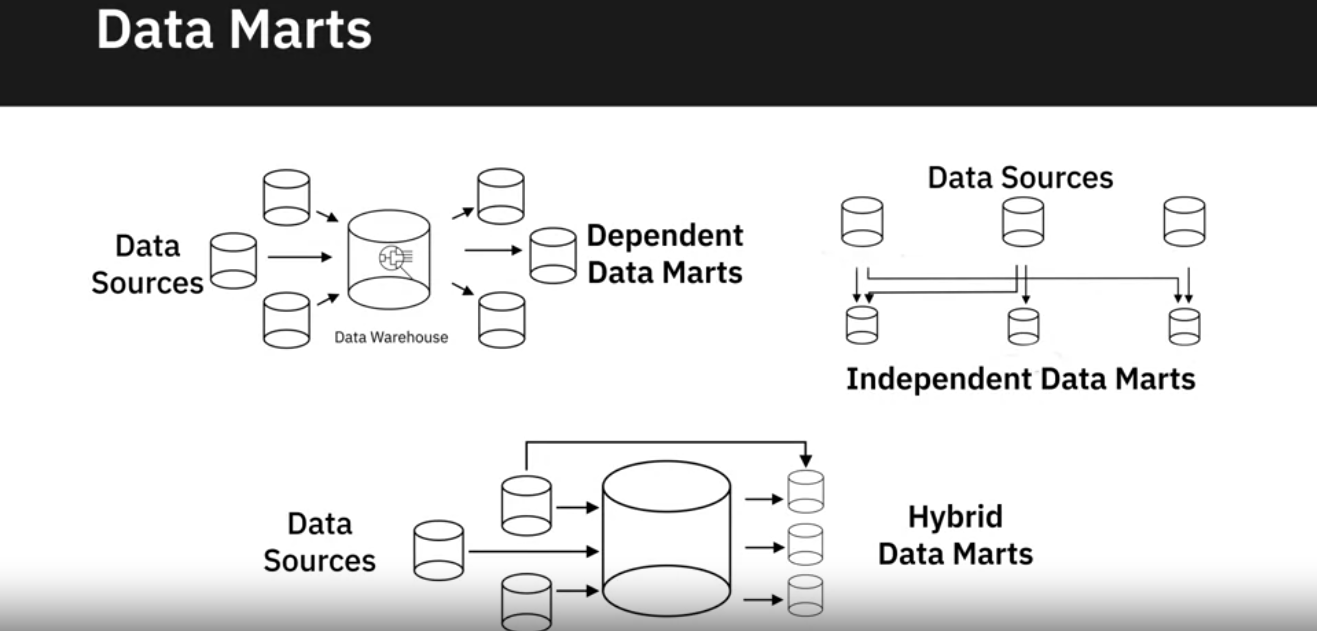 Data Marts
Data
Sources
Data Warehouse
Dependent
Data Marts
Data Sources
Independent Data Marts
Data
Sources
Hybrid
Data Marts